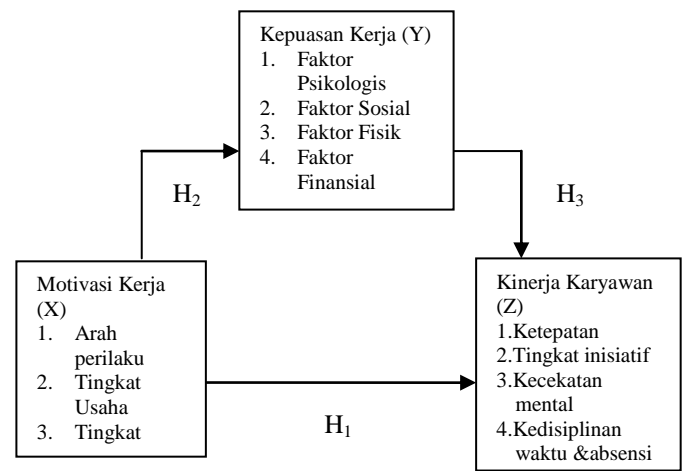 Kepuasan Kerja (Y)
1. Faktor
Psikologis
2. Faktor Sosial
3. Faktor Fisik
4. Faktor
Finansial
H₂
H₃
Motivasi Kerja
(X)
1. Arah
perilaku
2. Tingkat
Usaha
3. Tingkat
Kinerja Karyawan
(Z)
1.Ketepatan
2.Tingkat inisiatif
3.Kecekatan
mental
4.Kedisiplinan
waktu &absensi
H₁